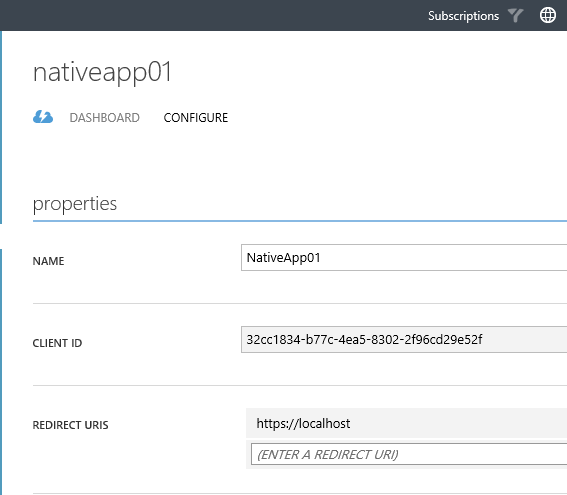 Subscriptions
nativeapp01
DASHBOARD CONFIGURE
properties
NAME NativeApp01
CLIENT ID 32cc1834-b77c-4ea5-8302-2f96cd29e52f
REDIRECT URIS https://localhost
(ENTER A REDIRECT URI)